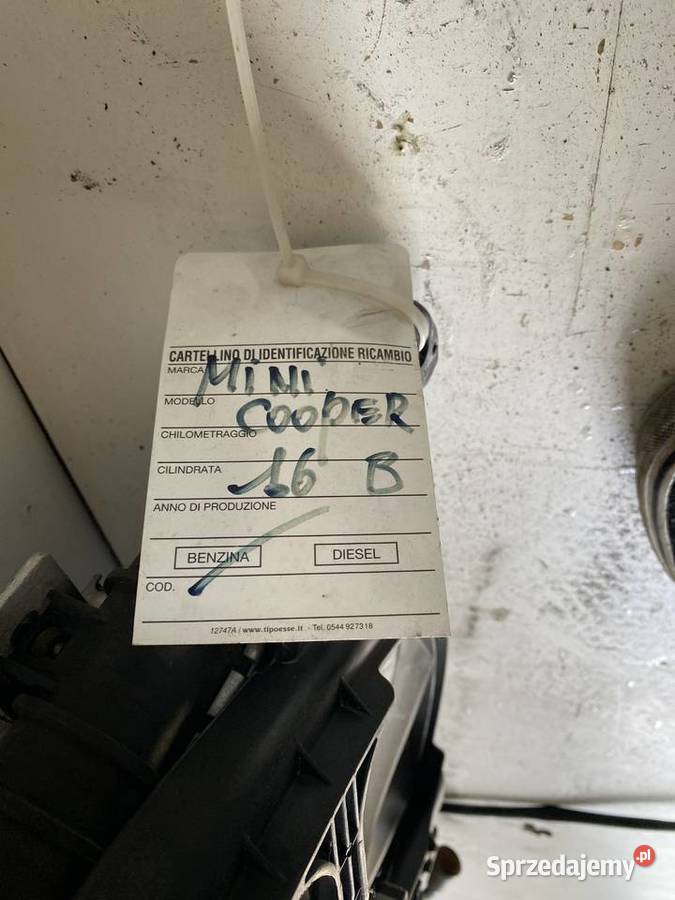 CARTELLINO DI IDENTIFICAZIONE RICAMBIO
MARCA MINI
MODELLO COOPER
CHILOMETRAGGIO
CILINDRATA 16 B
ANNO DI PRODUZIONE
BENZINA DIESEL
COD.
12747A / www.tipoesse.it - Tel. 0544 927318
Sprzedajemy.pl